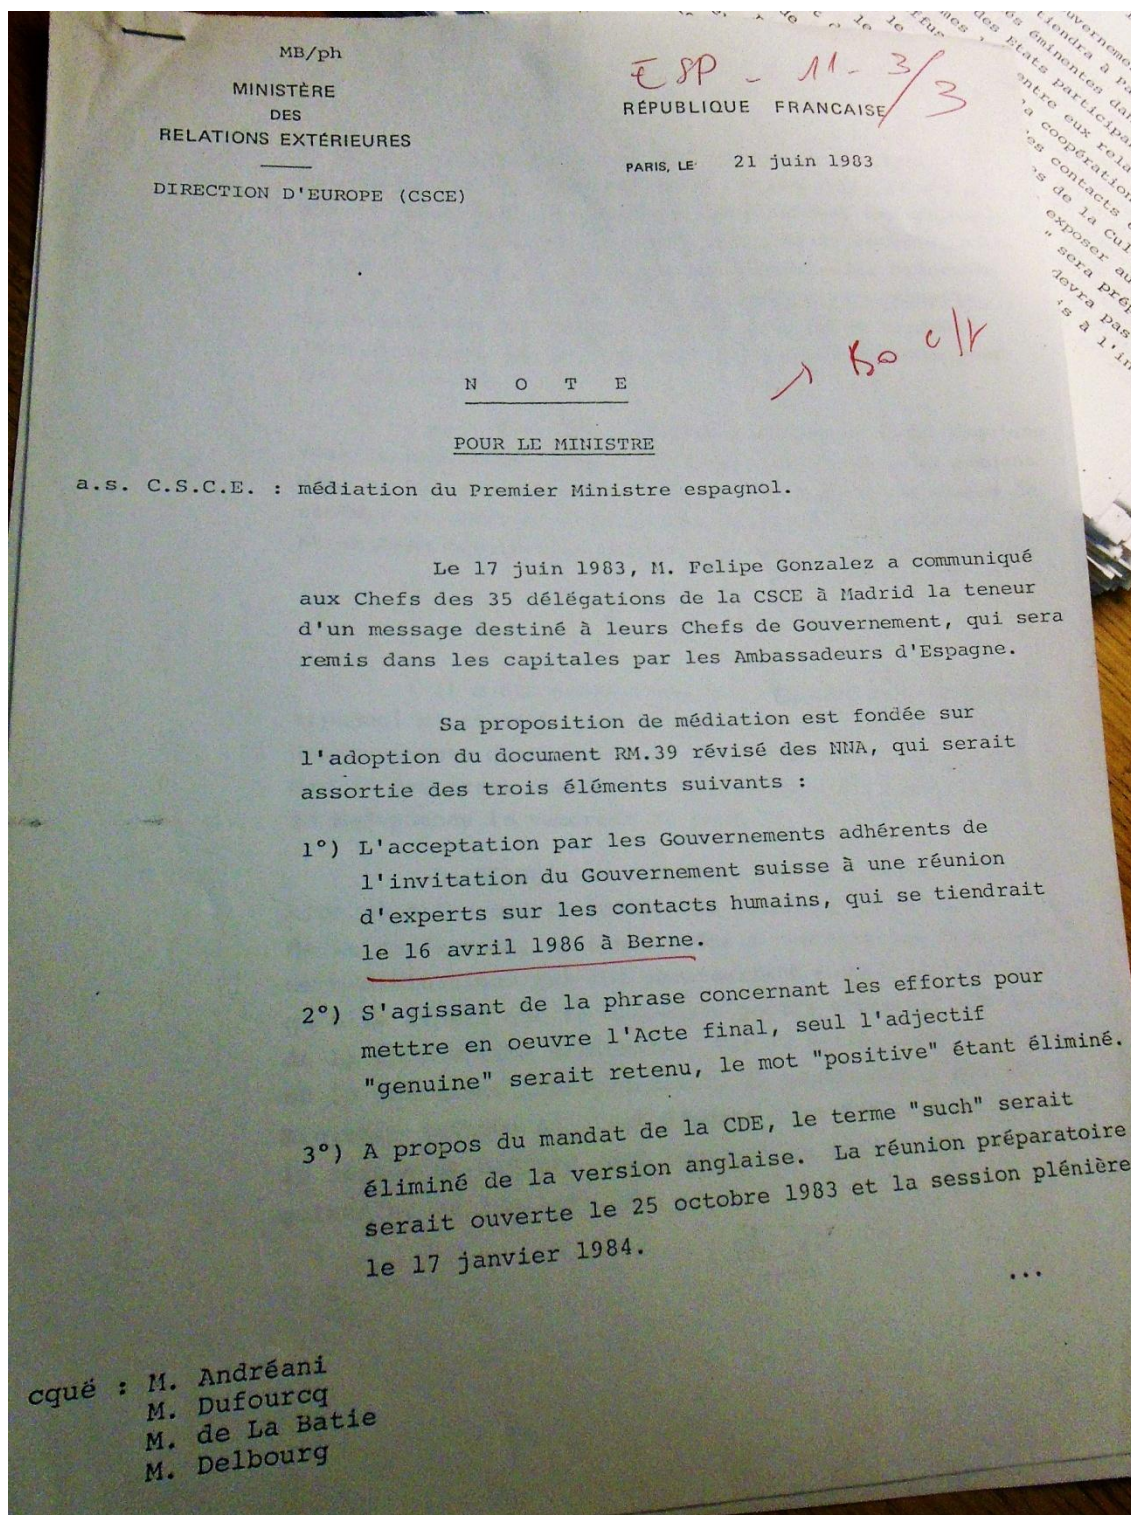 MB/ph
MINISTÈRE
DES
RELATIONS EXTÉRIEURES
DIRECTION D'EUROPE (CSCE)
ESP - 11 - 3/3
RÉPUBLIQUE FRANCAISE
PARIS, LE 21 juin 1983
N O T E
POUR LE MINISTRE
a.s. C.S.C.E. : médiation du Premier Ministre espagnol.
Le 17 juin 1983, M. Felipe Gonzalez a communiqué
aux Chefs des 35 délégations de la CSCE à Madrid la teneur
d'un message destiné à leurs Chefs de Gouvernement, qui sera
remis dans les capitales par les Ambassadeurs d'Espagne.
Sa proposition de médiation est fondée sur
l'adoption du document RM.39 révisé des NNA, qui serait
assortie des trois éléments suivants :
1°) L'acceptation par les Gouvernements adhérents de
l'invitation du Gouvernement suisse à une réunion
d'experts sur les contacts humains, qui se tiendrait
le 16 avril 1986 à Berne.
2°) S'agissant de la phrase concernant les efforts pour
mettre en oeuvre l'Acte final, seul l'adjectif
"genuine" serait retenu, le mot "positive" étant éliminé.
3°) A propos du mandat de la CDE, le terme "such" serait
éliminé de la version anglaise. La réunion préparatoire
serait ouverte le 25 octobre 1983 et la session plénière
le 17 janvier 1984.
...
cquë : M. Andréani
M. Dufourcq
M. de La Batie
M. Delbourg